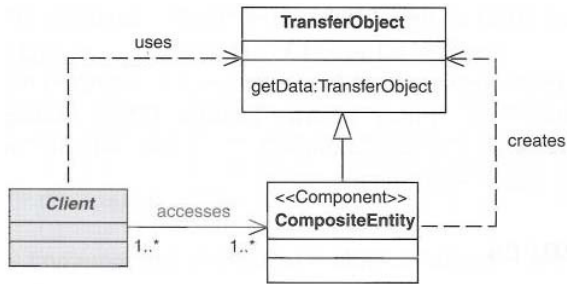 TransferObject
uses
getData:TransferObject
creates
Client
accesses
1..*
1..*
<<Component>>
CompositeEntity